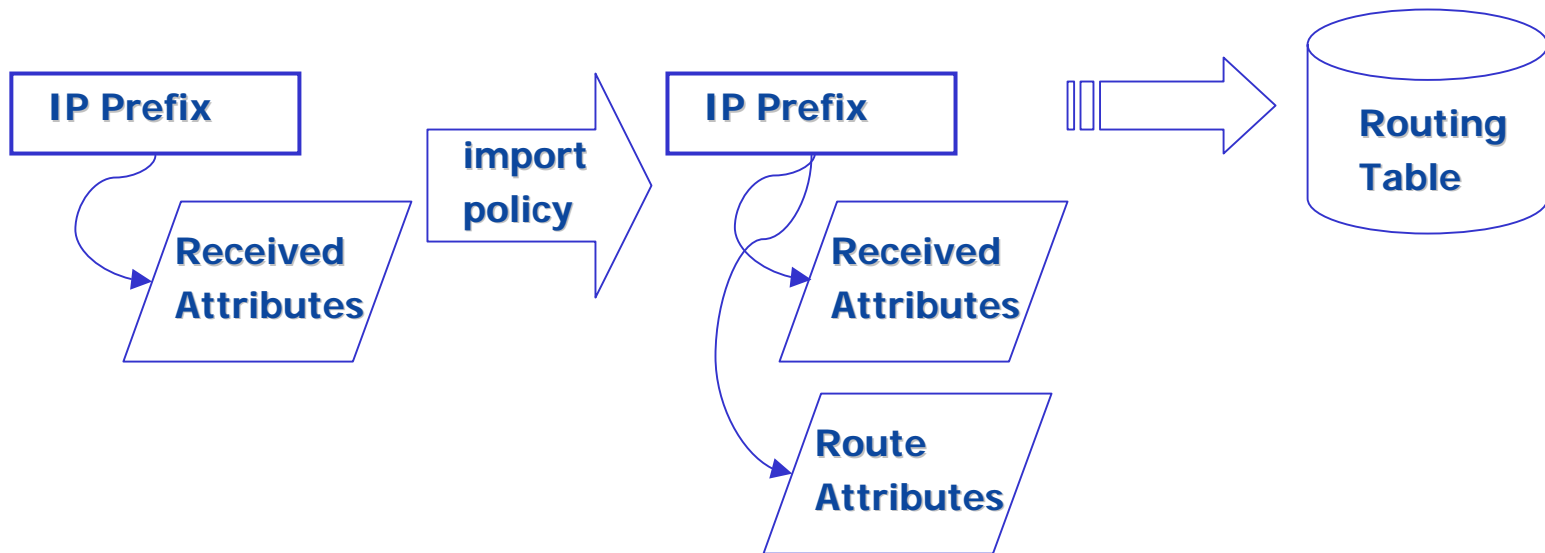 IP Prefix
Received
Attributes
import
policy
IP Prefix
Received
Attributes
Route
Attributes
Routing
Table